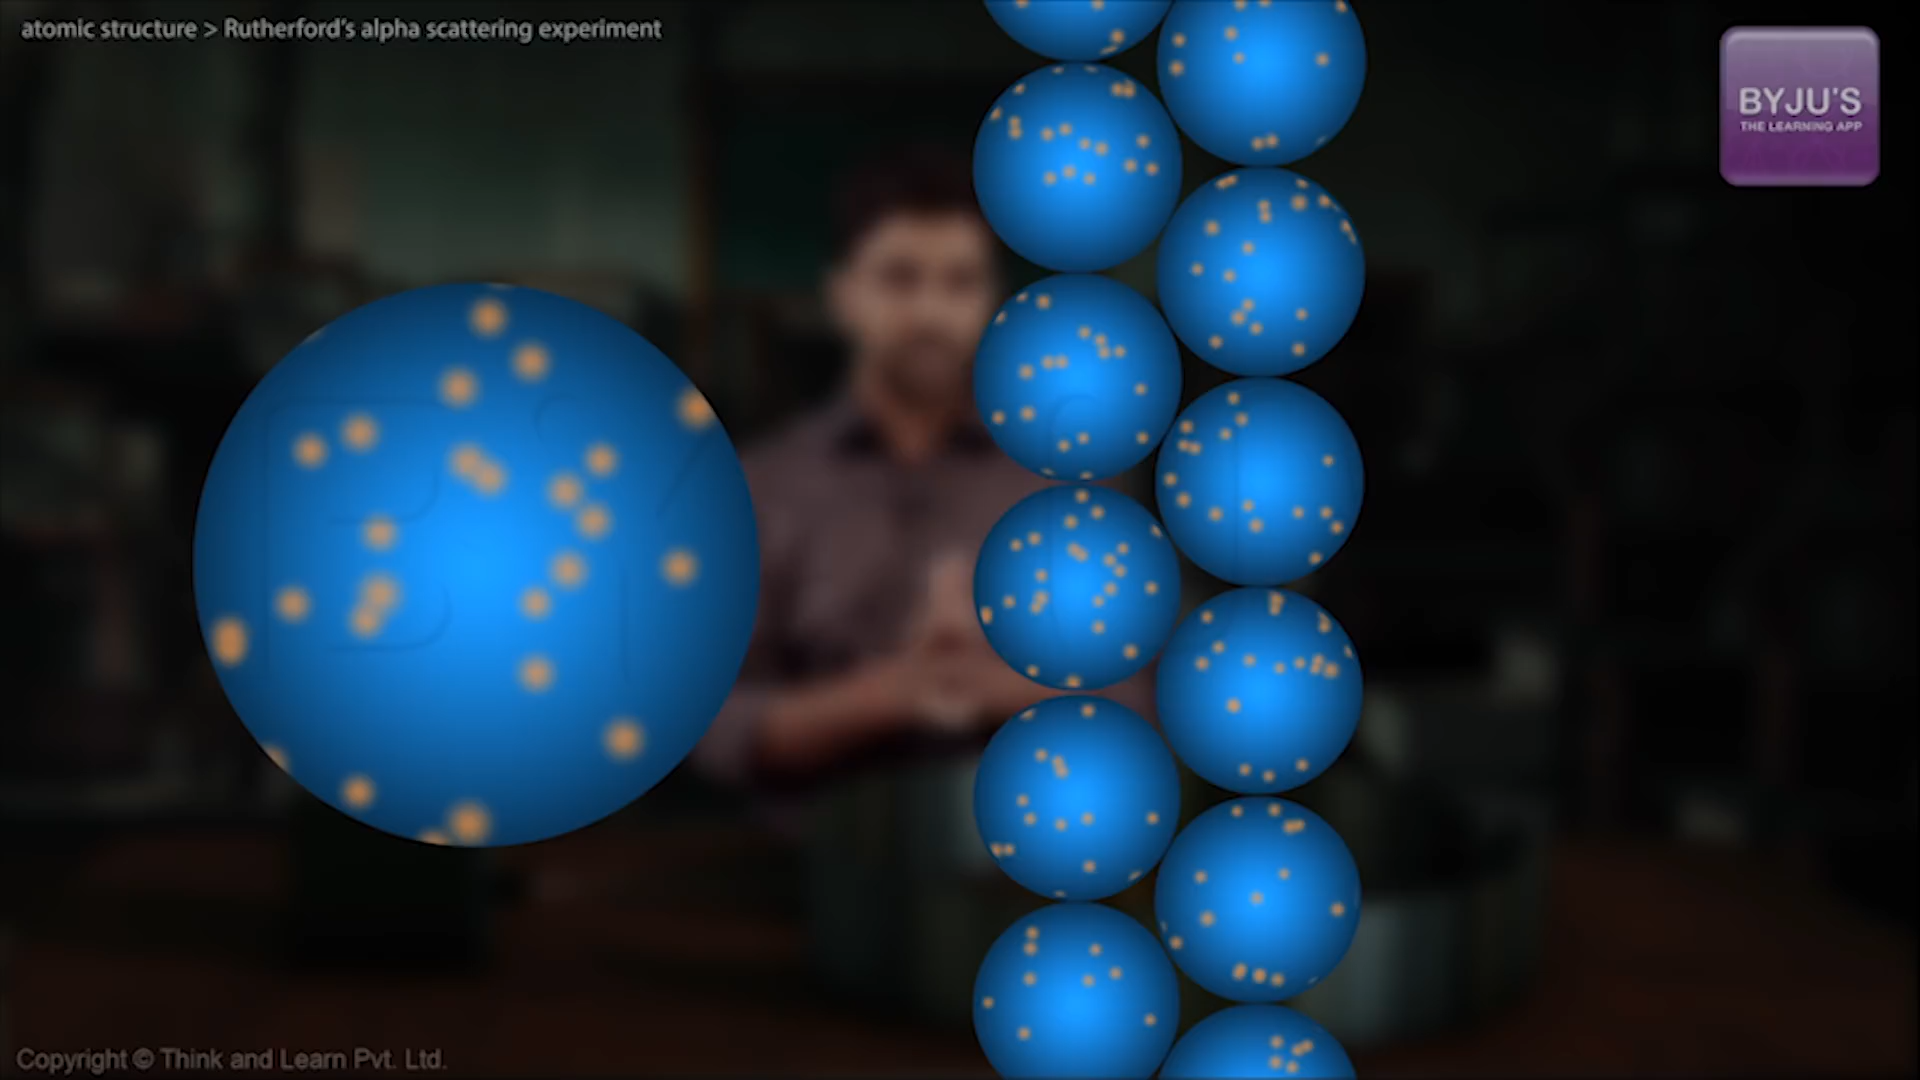 atomic structure > Rutherford's alpha scattering experiment
BYJU'S
THE LEARNING APP
Copyright © Think and Learn Pvt. Ltd.